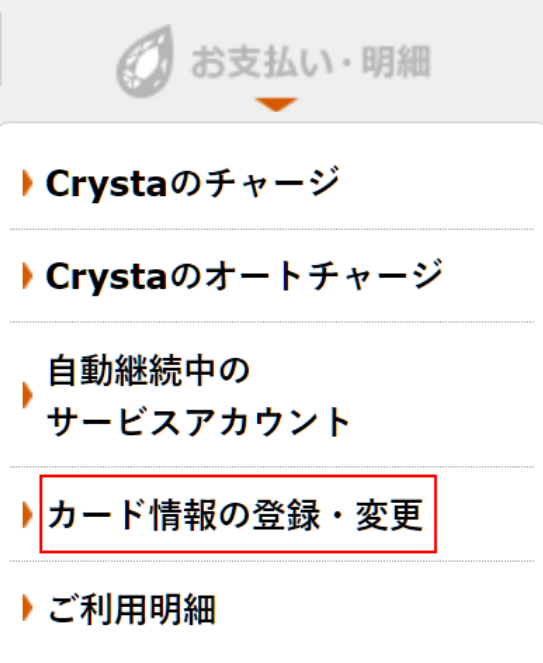 お支払い・明細
Crystaのチャージ
Crystaのオートチャージ
自動継続中の
サービスアカウント
カード情報の登録・変更
ご利用明細